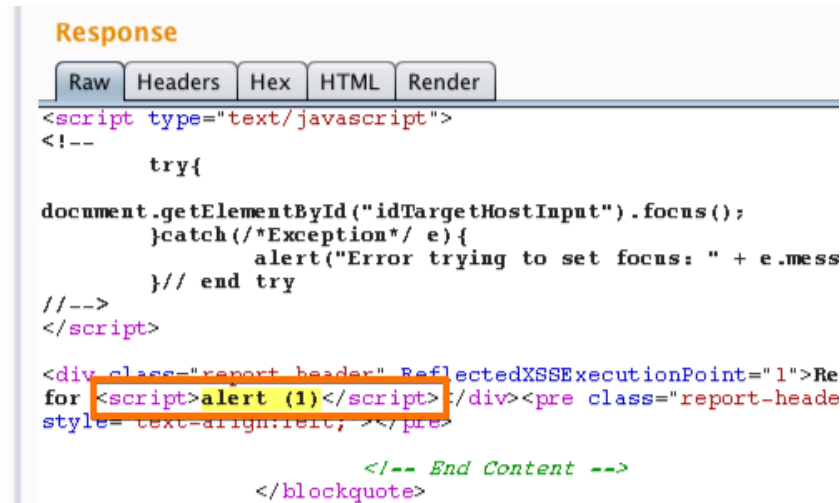 Response
Raw Headers Hex HTML Render
<script type="text/javascript">
<!--
try{
document.getElementById("idTargetHostInput").focus();
}catch(/*Exception*/ e){
alert("Error trying to set focus: " + e.mess
}// end try
//-->
</script>
<div class="report_header" ReflectedXSSExecutionPoint="1">Re
for <script>alert (1)</script></div><pre class="report-heade
style="text-align:left;"></pre>
<!-- End Content -->
</blockquote>